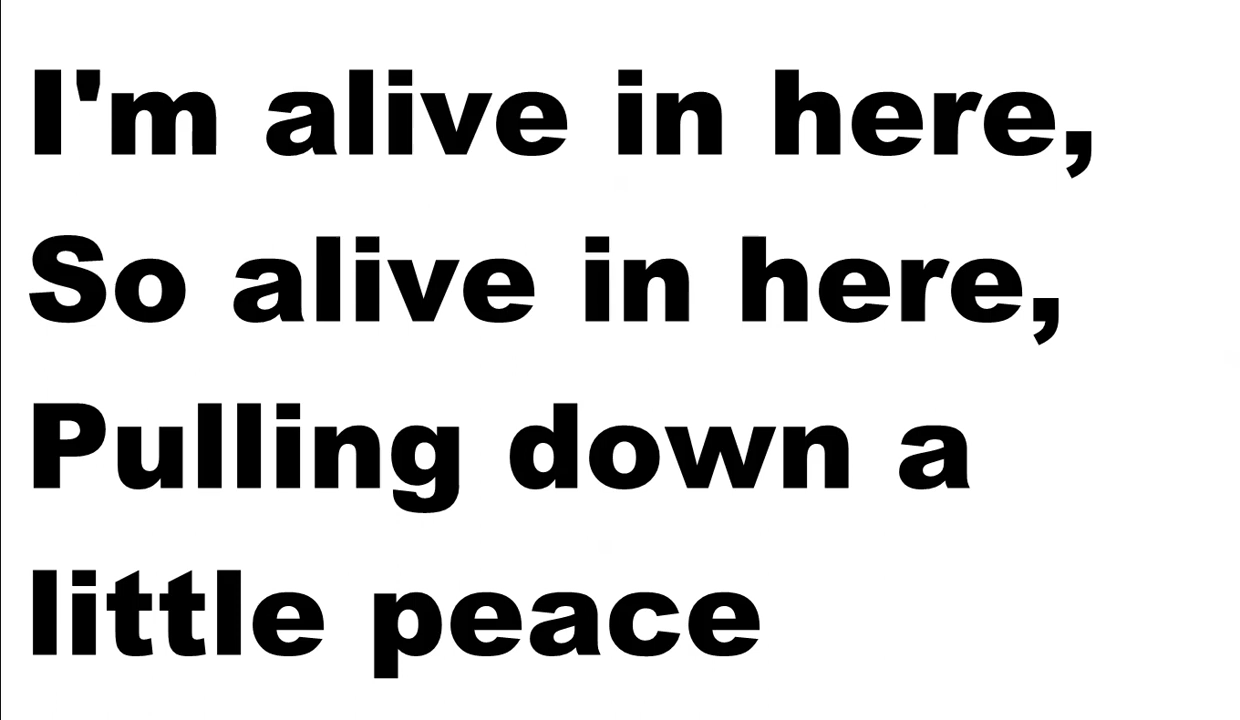 I'm alive in here,
So alive in here,
Pulling down a
little peace